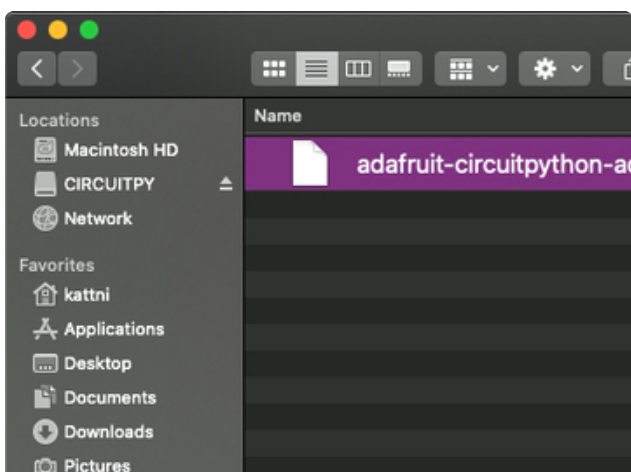 Locations
Macintosh HD
CIRCUITPY
Network
Favorites
kattni
Applications
Desktop
Documents
Downloads
Pictures
Name
adafruit-circuitpython-a